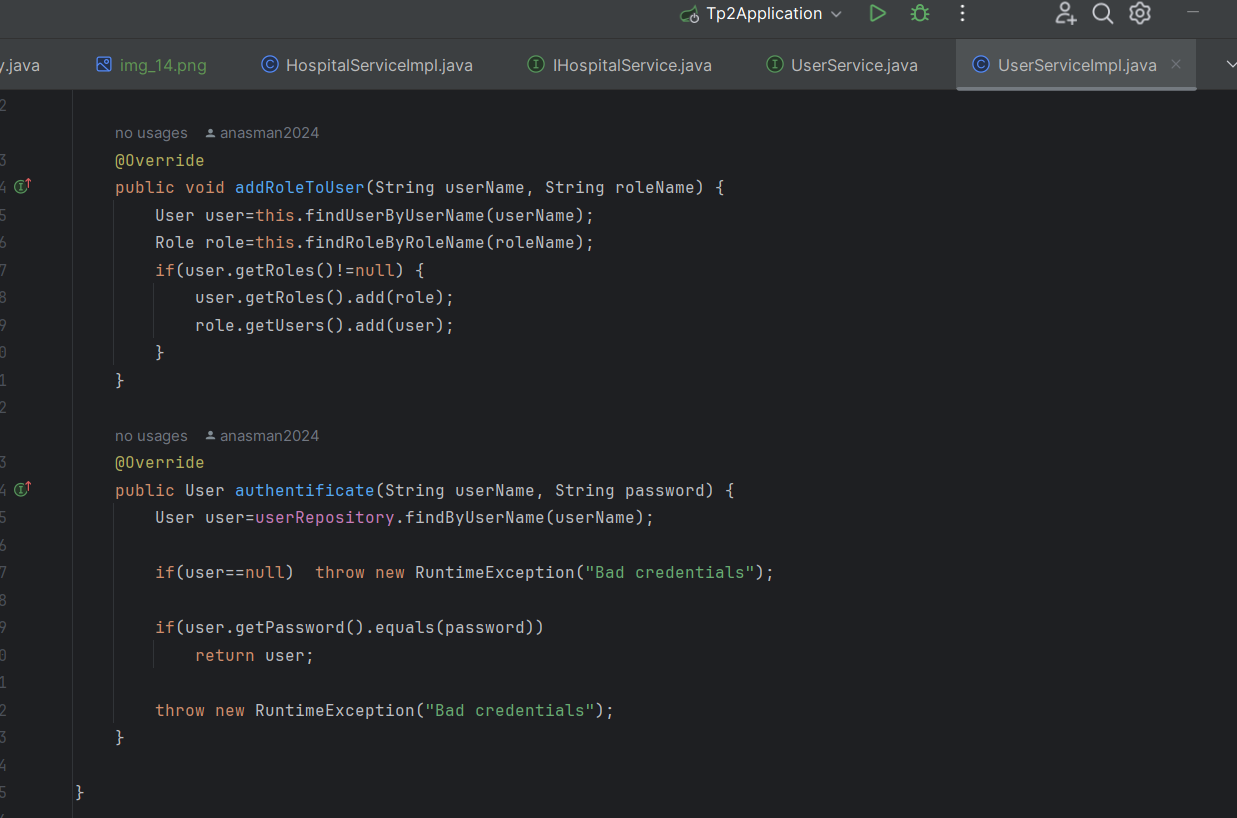 Tp2Application
y.java img_14.png HospitalServiceImpl.java IHospitalService.java UserService.java UserServiceImpl.java
2
no usages anasman2024
3 @Override
4 public void addRoleToUser(String userName, String roleName) {
5 User user=this.findUserByUserName(userName);
6 Role role=this.findRoleByRoleName(roleName);
7 if(user.getRoles()!=null) {
8 user.getRoles().add(role);
9 role.getUsers().add(user);
0 }
1 }
2
no usages anasman2024
3 @Override
4 public User authentificate(String userName, String password) {
5 User user=userRepository.findByUserName(userName);
6
7 if(user==null)  throw new RuntimeException("Bad credentials");
8
9 if(user.getPassword().equals(password))
0 return user;
1
2 throw new RuntimeException("Bad credentials");
3 }
4
5 }